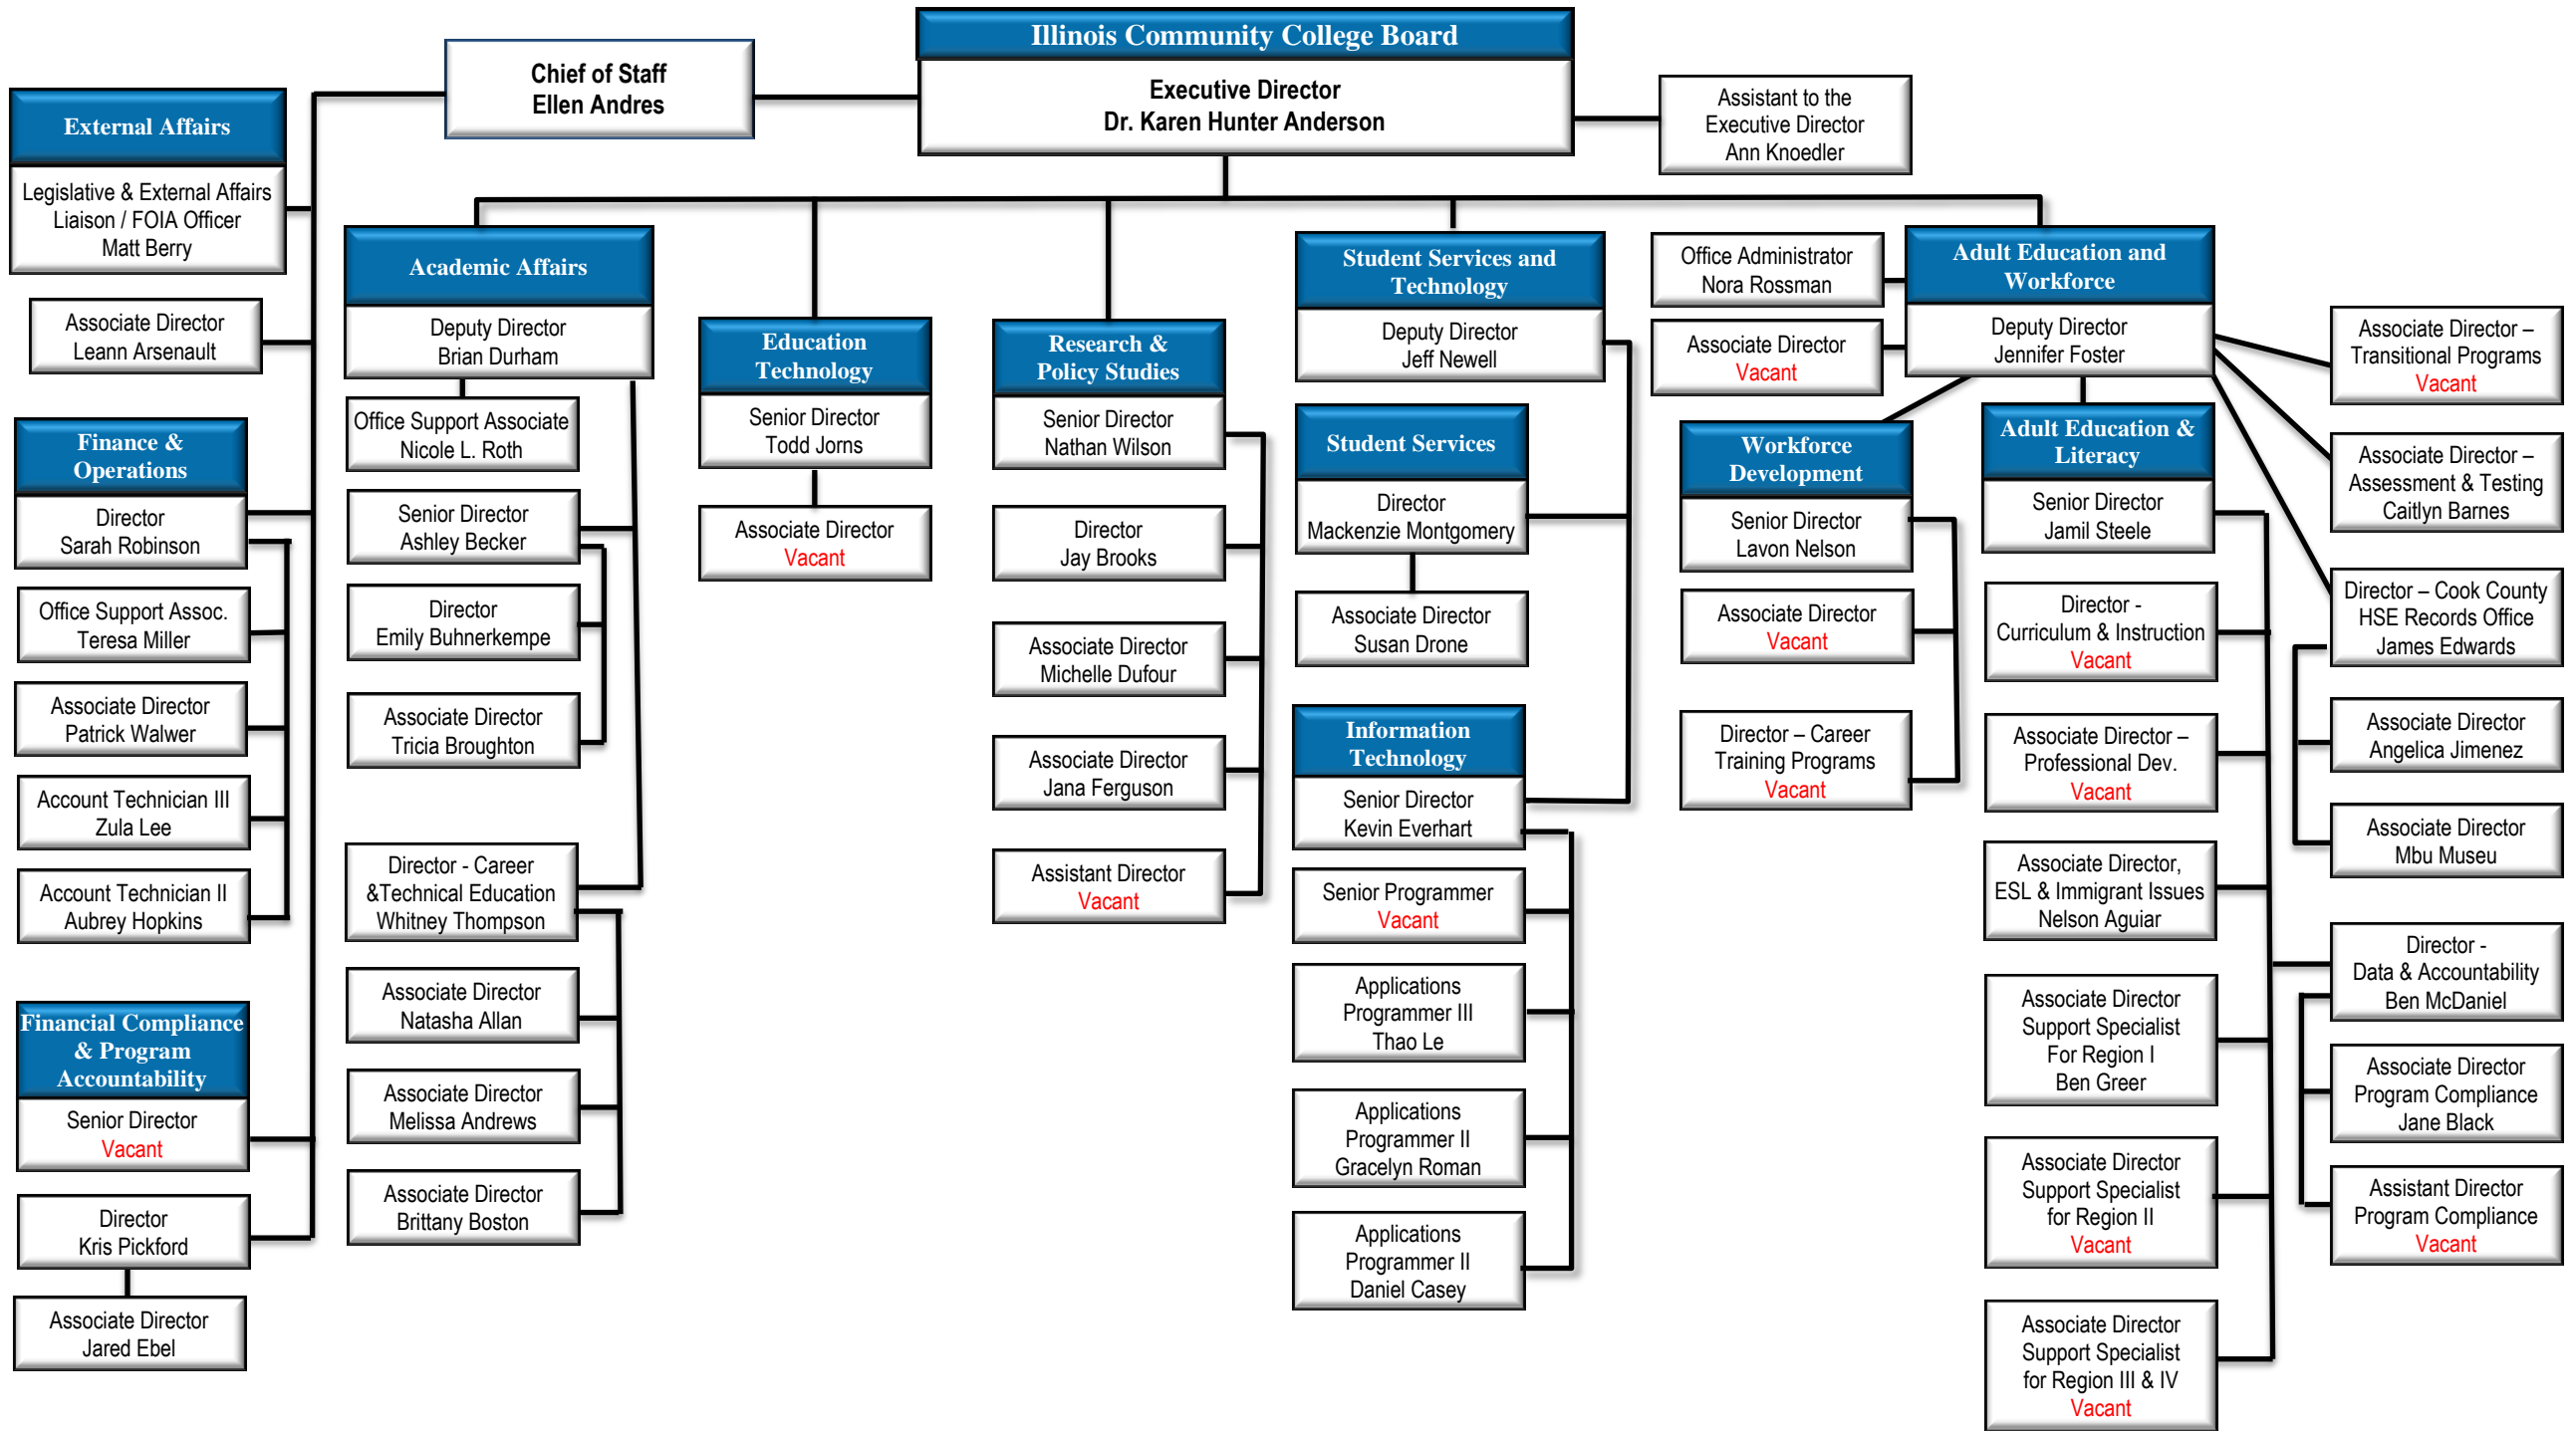 Illinois Community College Board
Executive Director
Dr. Karen Hunter Anderson
Chief of Staff
Ellen Andres
Assistant to the
Executive Director
Ann Knoedler
External Affairs
Legislative & External Affairs
Liaison / FOIA Officer
Matt Berry
Associate Director
Leann Arsenault
Finance &
Operations
Director
Sarah Robinson
Office Support Assoc.
Teresa Miller
Associate Director
Patrick Walwer
Account Technician III
Zula Lee
Account Technician II
Aubrey Hopkins
Financial Compliance
& Program
Accountability
Senior Director
Vacant
Director
Kris Pickford
Associate Director
Jared Ebel
Academic Affairs
Deputy Director
Brian Durham
Office Support Associate
Nicole L. Roth
Senior Director
Ashley Becker
Director
Emily Buhnerkempe
Associate Director
Tricia Broughton
Director - Career
&Technical Education
Whitney Thompson
Associate Director
Natasha Allan
Associate Director
Melissa Andrews
Associate Director
Brittany Boston
Education
Technology
Senior Director
Todd Jorns
Associate Director
Vacant
Research &
Policy Studies
Senior Director
Nathan Wilson
Director
Jay Brooks
Associate Director
Michelle Dufour
Associate Director
Jana Ferguson
Assistant Director
Vacant
Student Services and
Technology
Deputy Director
Jeff Newell
Student Services
Director
Mackenzie Montgomery
Associate Director
Susan Drone
Information
Technology
Senior Director
Kevin Everhart
Senior Programmer
Vacant
Applications
Programmer III
Thao Le
Applications
Programmer II
Gracelyn Roman
Applications
Programmer II
Daniel Casey
Office Administrator
Nora Rossman
Associate Director
Vacant
Adult Education and
Workforce
Deputy Director
Jennifer Foster
Workforce
Development
Senior Director
Lavon Nelson
Associate Director
Vacant
Director – Career
Training Programs
Vacant
Adult Education &
Literacy
Senior Director
Jamil Steele
Director -
Curriculum & Instruction
Vacant
Associate Director –
Professional Dev.
Vacant
Associate Director,
ESL & Immigrant Issues
Nelson Aguiar
Associate Director
Support Specialist
For Region I
Ben Greer
Associate Director
Support Specialist
for Region II
Vacant
Associate Director
Support Specialist
for Region III & IV
Vacant
Associate Director –
Transitional Programs
Vacant
Associate Director –
Assessment & Testing
Caitlyn Barnes
Director – Cook County
HSE Records Office
James Edwards
Associate Director
Angelica Jimenez
Associate Director
Mbu Museu
Director -
Data & Accountability
Ben McDaniel
Associate Director
Program Compliance
Jane Black
Assistant Director
Program Compliance
Vacant